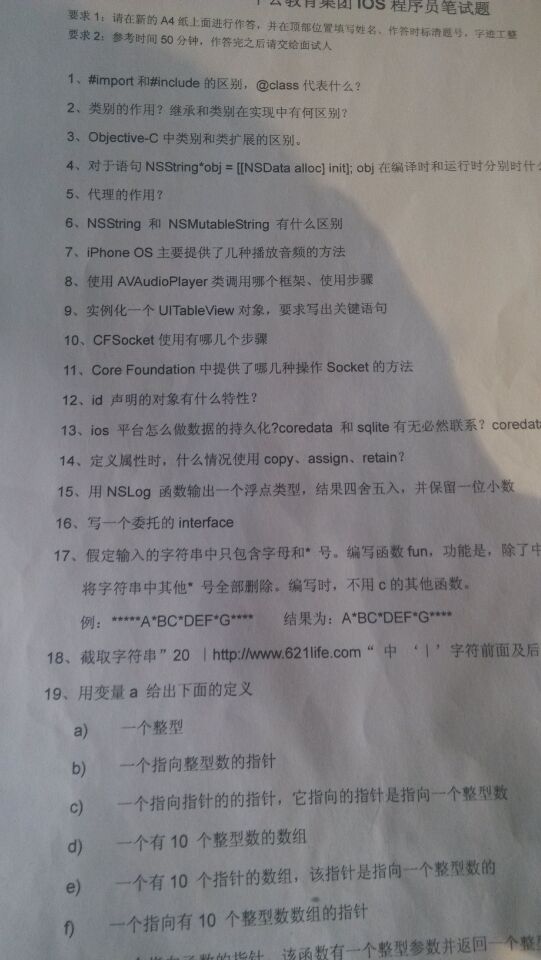 教育集团 IOS 程序员笔试题
要求 1：请在新的 A4 纸上面进行作答，并在顶部位置填写姓名、作答时标清题号，字迹工整
要求 2：参考时间 50 分钟，作答完之后请交给面试人
1、#import 和#include 的区别，@class 代表什么？
2、类别的作用？继承和类别在实现中有何区别？
3、Objective-C 中类别和类扩展的区别。
4、对于语句 NSString*obj = [[NSData alloc] init]; obj 在编译时和运行时分别时什
5、代理的作用？
6、NSString 和 NSMutableString 有什么区别
7、iPhone OS 主要提供了几种播放音频的方法
8、使用 AVAudioPlayer 类调用哪个框架、使用步骤
9、实例化一个 UITableView 对象，要求写出关键语句
10、CFSocket 使用有哪几个步骤
11、Core Foundation 中提供了哪几种操作 Socket 的方法
12、id 声明的对象有什么特性？
13、ios 平台怎么做数据的持久化?coredata 和 sqlite 有无必然联系？coredata
14、定义属性时，什么情况使用 copy、assign、retain？
15、用 NSLog 函数输出一个浮点类型，结果四舍五入，并保留一位小数
16、写一个委托的 interface
17、假定输入的字符串中只包含字母和* 号。编写函数 fun，功能是，除了
将字符串中其他* 号全部删除。编写时，不用 c 的其他函数。
例：*****A*BC*DEF*G**** 结果为：A*BC*DEF*G****
18、截取字符串”20 ｜http://www.621life.com“ 中 ‘｜’字符前面及后
19、用变量 a 给出下面的定义
a) 一个整型
b) 一个指向整型数的指针
c) 一个指向指针的的指针，它指向的指针是指向一个整型数
d) 一个有 10 个整型数的数组
e) 一个有 10 个指针的数组，该指针是指向一个整型数的
f) 一个指向有 10 个整型数数组的指针
一个指向函数的指针，该函数有一个整型参数并返回一个整型